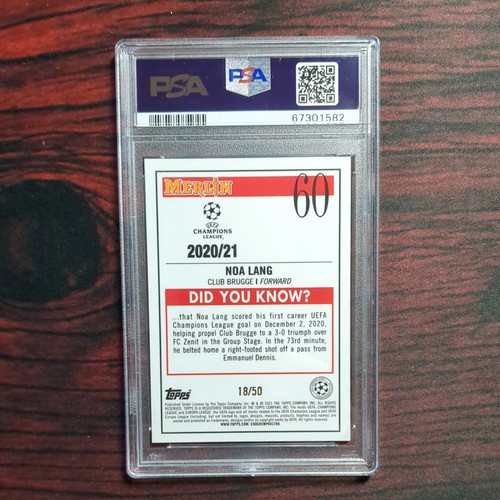 PSA
PSA
67301582
MERLIN
60
UEFA
CHAMPIONS
LEAGUE
2020/21
NOA LANG
CLUB BRUGGE I FORWARD
DID YOU KNOW?
...that Noa Lang scored his first career UEFA
Champions League goal on December 2, 2020,
helping propel Club Brugge to a 3-0 triumph over
FC Zenit in the Group Stage. In the 73rd minute,
he belted home a right-footed shot off a pass from
Emmanuel Dennis.
Topps
18/50